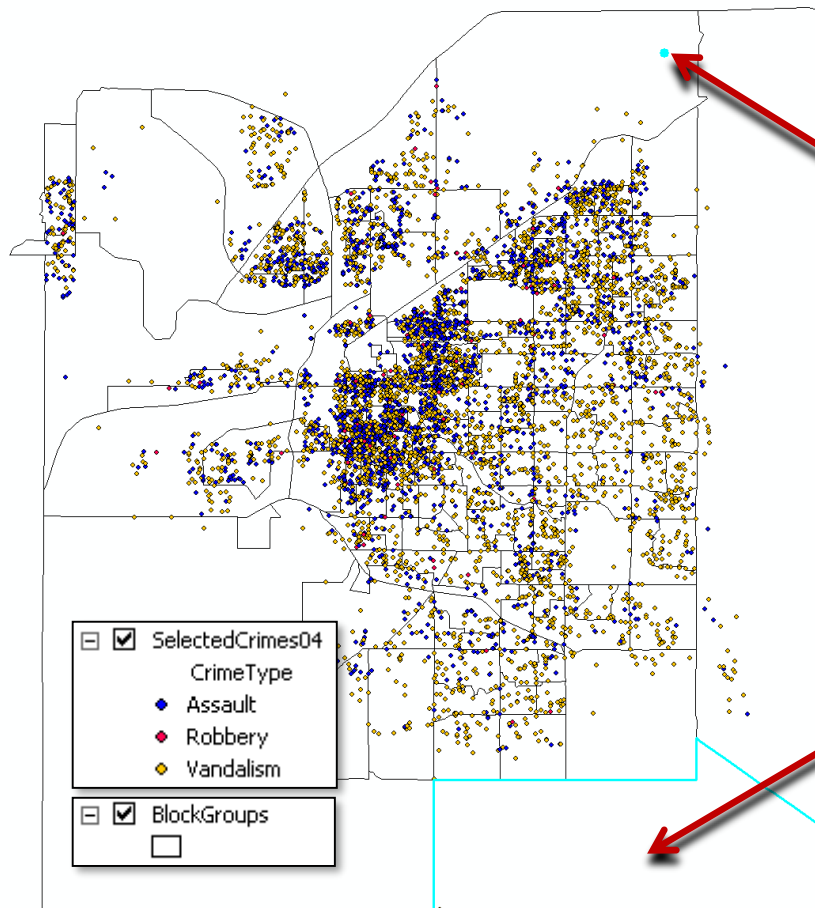 SelectedCrimes04
CrimeType
Assault
Robbery
Vandalism
BlockGroups